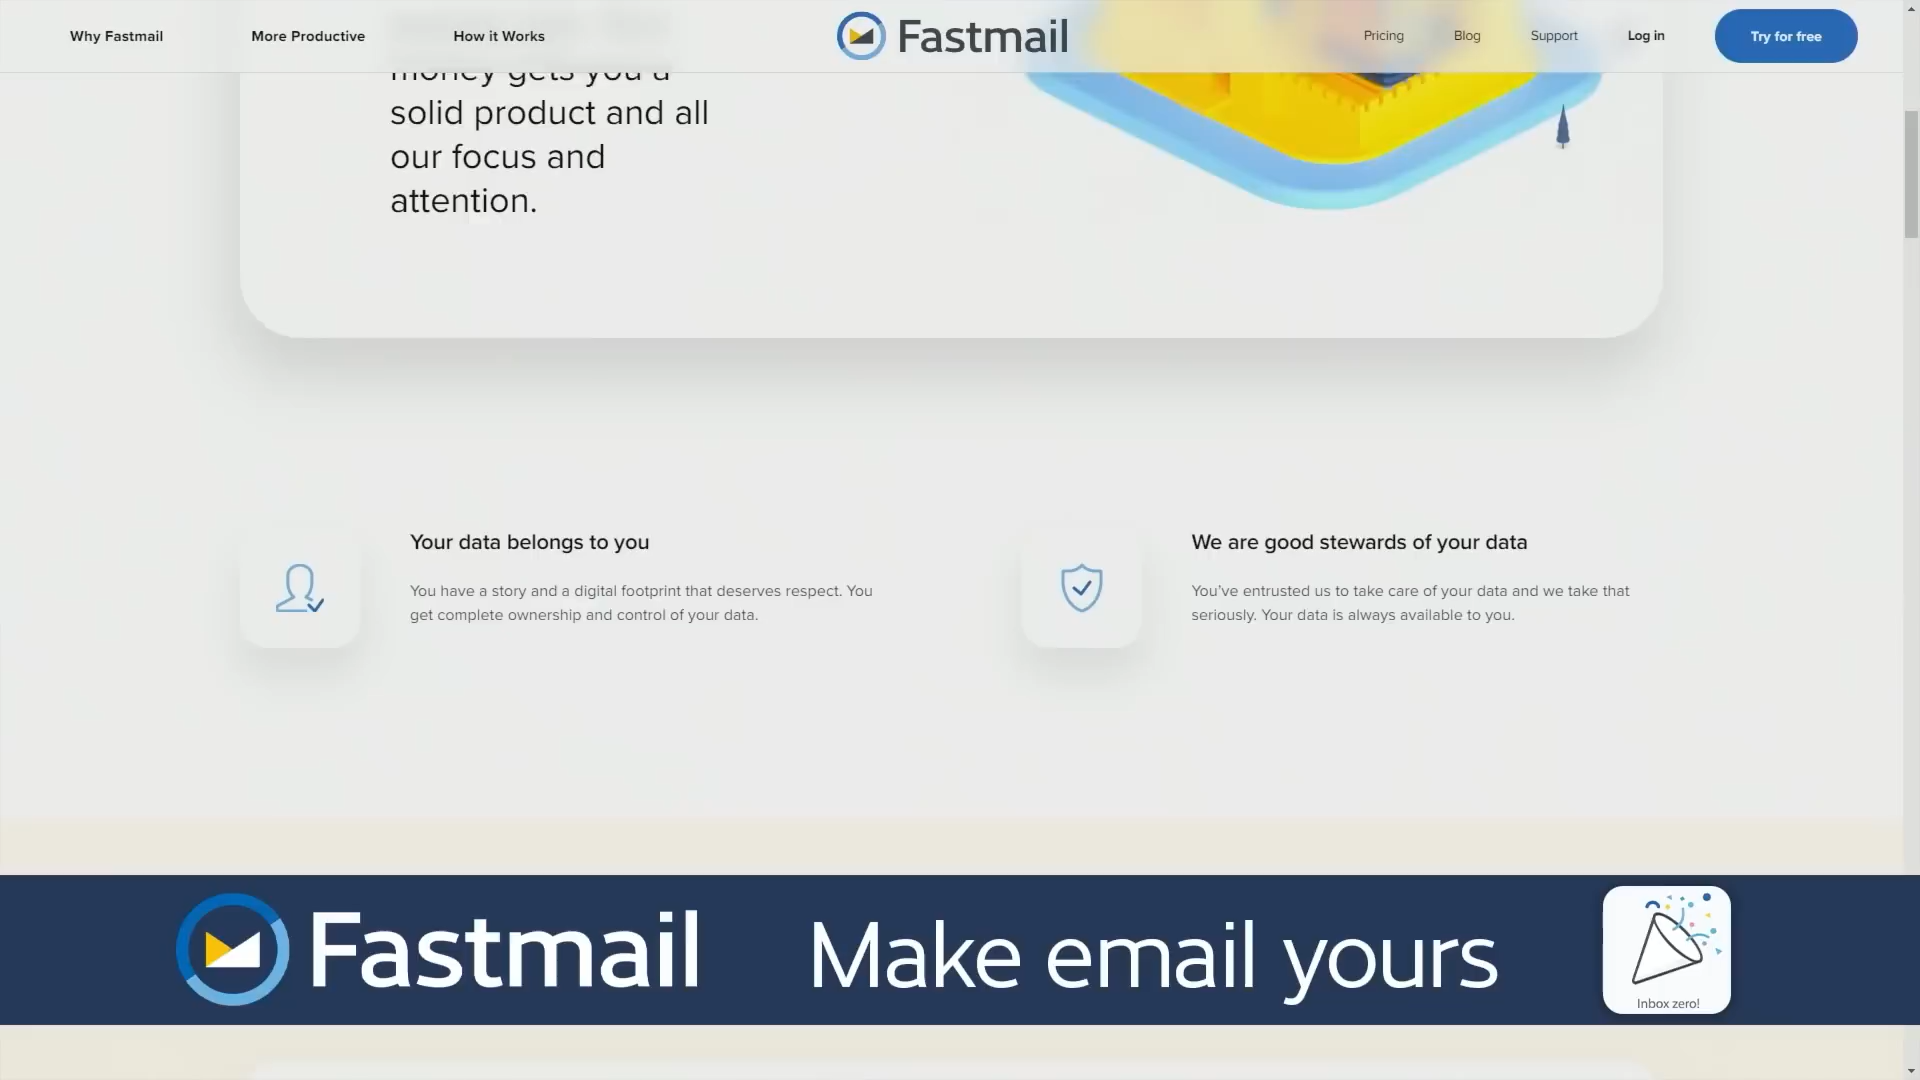 Why Fastmail
More Productive
How it Works
Fastmail
Pricing
Blog
Support
Log in
Try for free
money gets you a
solid product and all
our focus and
attention.
Your data belongs to you
You have a story and a digital footprint that deserves respect. You
get complete ownership and control of your data.
We are good stewards of your data
You've entrusted us to take care of your data and we take that
seriously. Your data is always available to you.
Fastmail
Make email yours
Inbox zero!